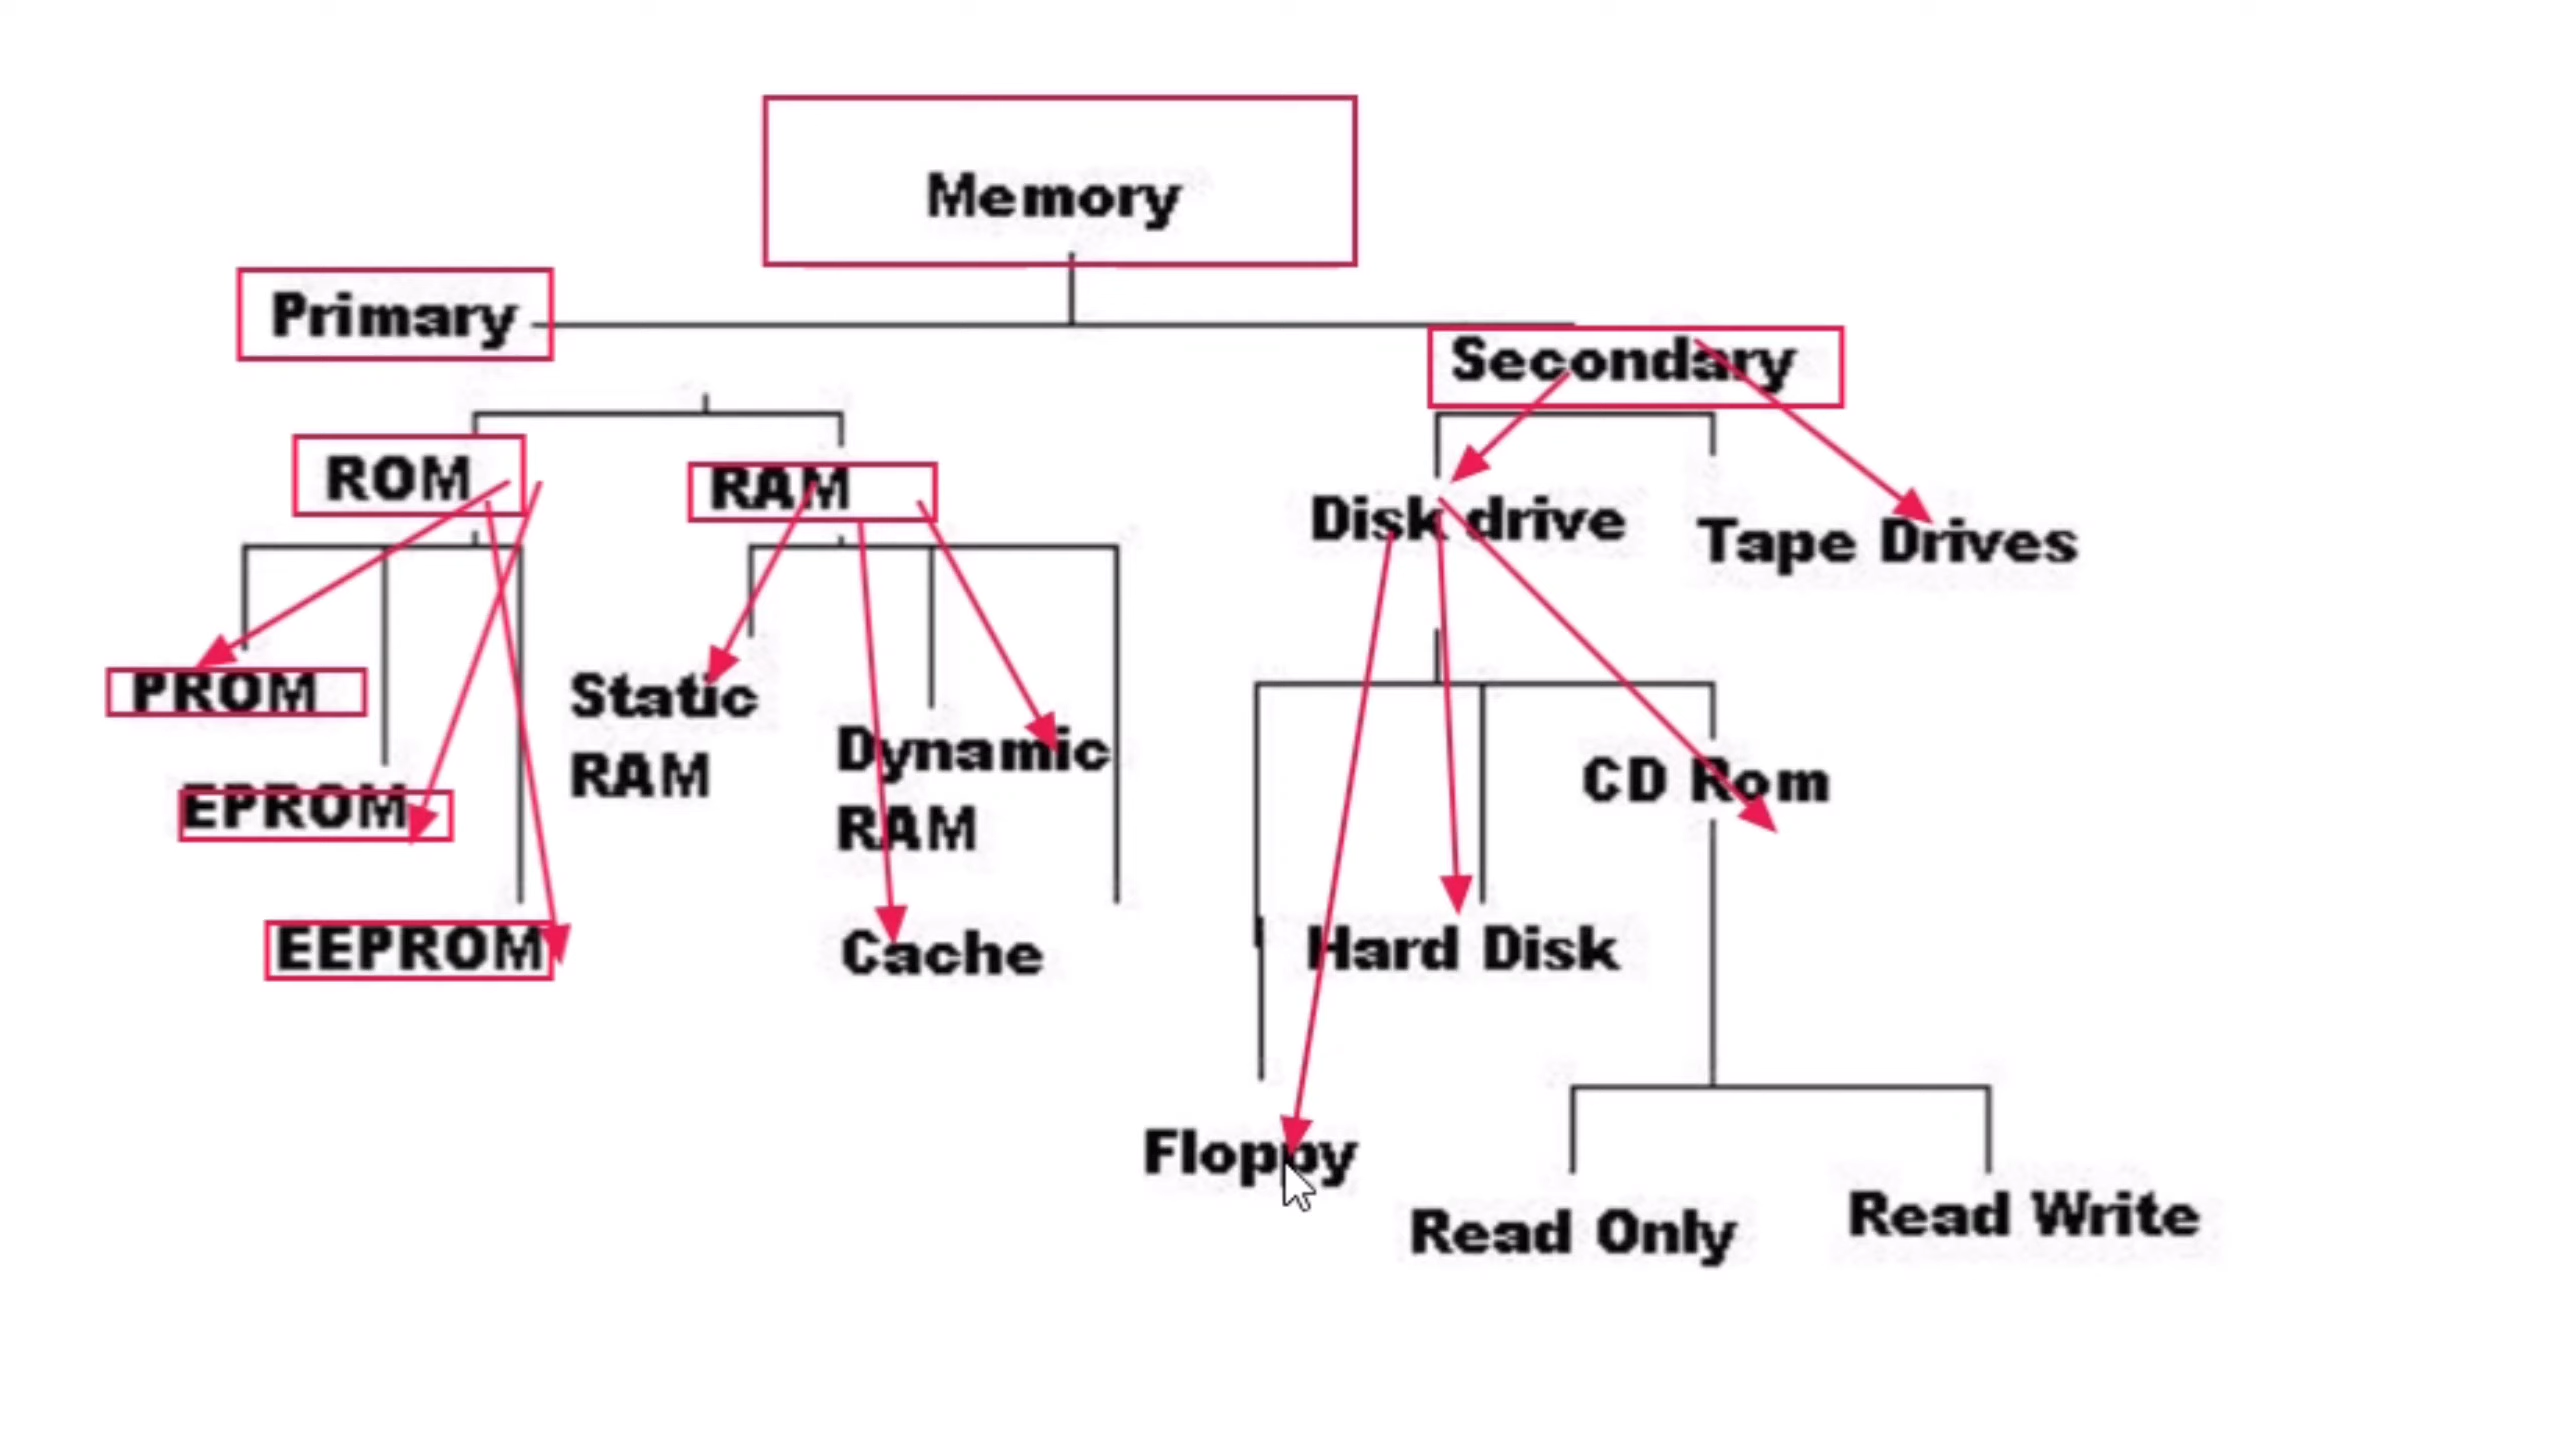 Memory
Primary
Secondary
ROM
RAM
Disk drive
Tape Drives
PROM
Static
RAM
Dynamic
RAM
CD Rom
EPROM
EEPROM
Cache
Hard Disk
Floppy
Read Only
Read Write